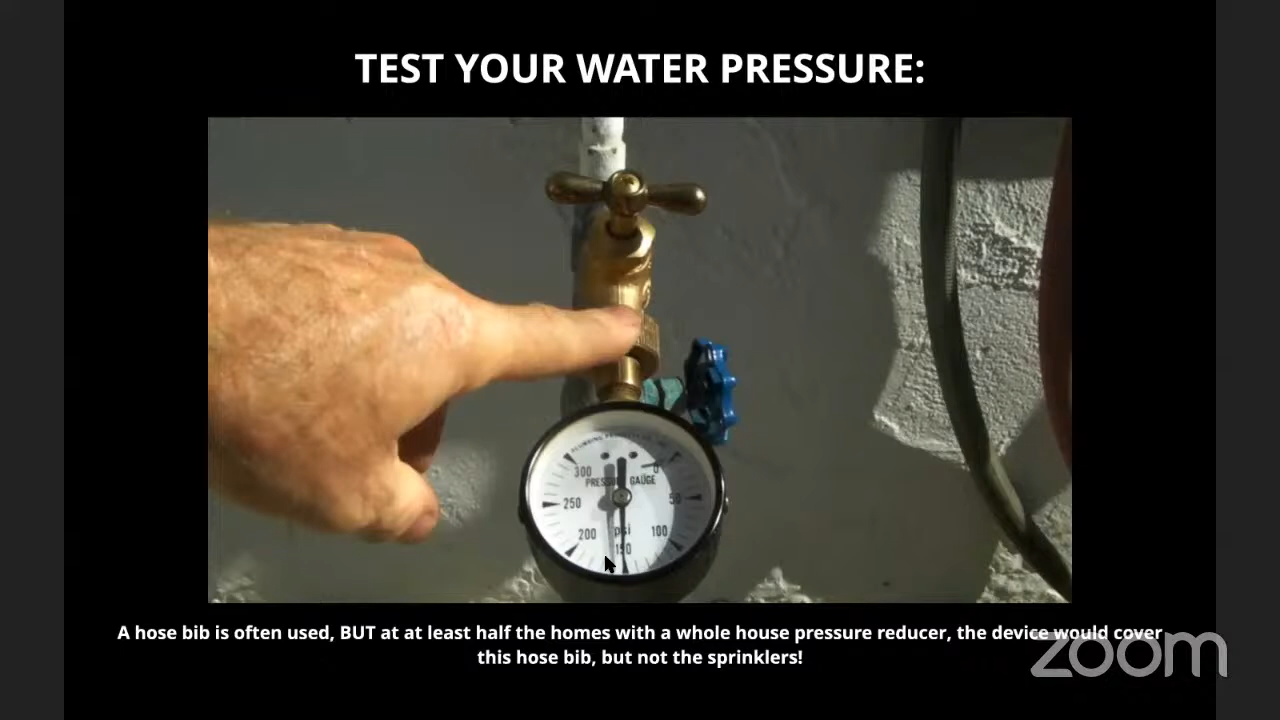 TEST YOUR WATER PRESSURE:
300
0
PRESSURE GAUGE
250
50
200
psi
100
150
A hose bib is often used, BUT at at least half the homes with a whole house pressure reducer, the device would cover
this hose bib, but not the sprinklers!
zoom